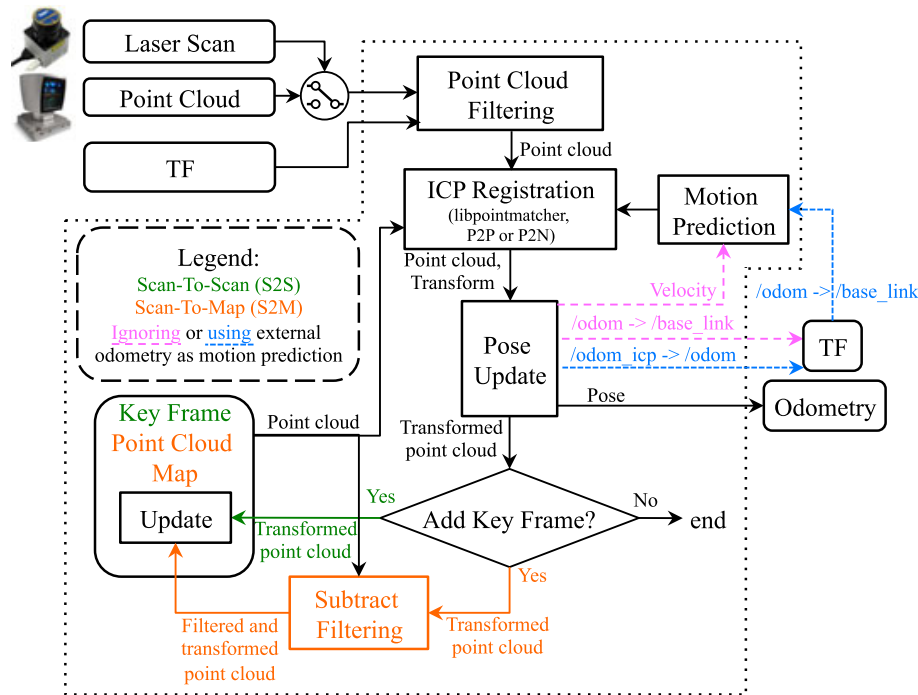 Laser Scan
Point Cloud
TF
Point Cloud
Filtering
Point cloud
ICP Registration
(libpointmatcher,
P2P or P2N)
Motion
Prediction
Legend:
Scan-To-Scan (S2S)
Scan-To-Map (S2M)
Ignoring or using external
odometry as motion prediction
Point cloud,
Transform
Velocity
/odom -> /base_link
/odom -> /base_link
/odom_icp -> /odom
TF
Pose
Update
Pose
Odometry
Key Frame
Point Cloud
Map
Update
Point cloud
Transformed
point cloud
Add Key Frame?
Yes
No
end
Transformed
point cloud
Yes
Subtract
Filtering
Transformed
point cloud
Filtered and
transformed
point cloud